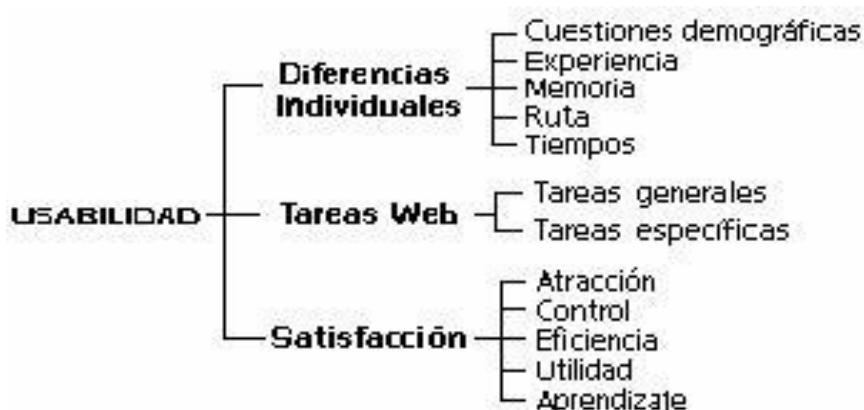 USABILIDAD
Diferencias
Individuales
Cuestiones demográficas
Experiencia
Memoria
Ruta
Tiempos
Tareas Web
Tareas generales
Tareas específicas
Satisfacción
Atracción
Control
Eficiencia
Utilidad
Aprendizate